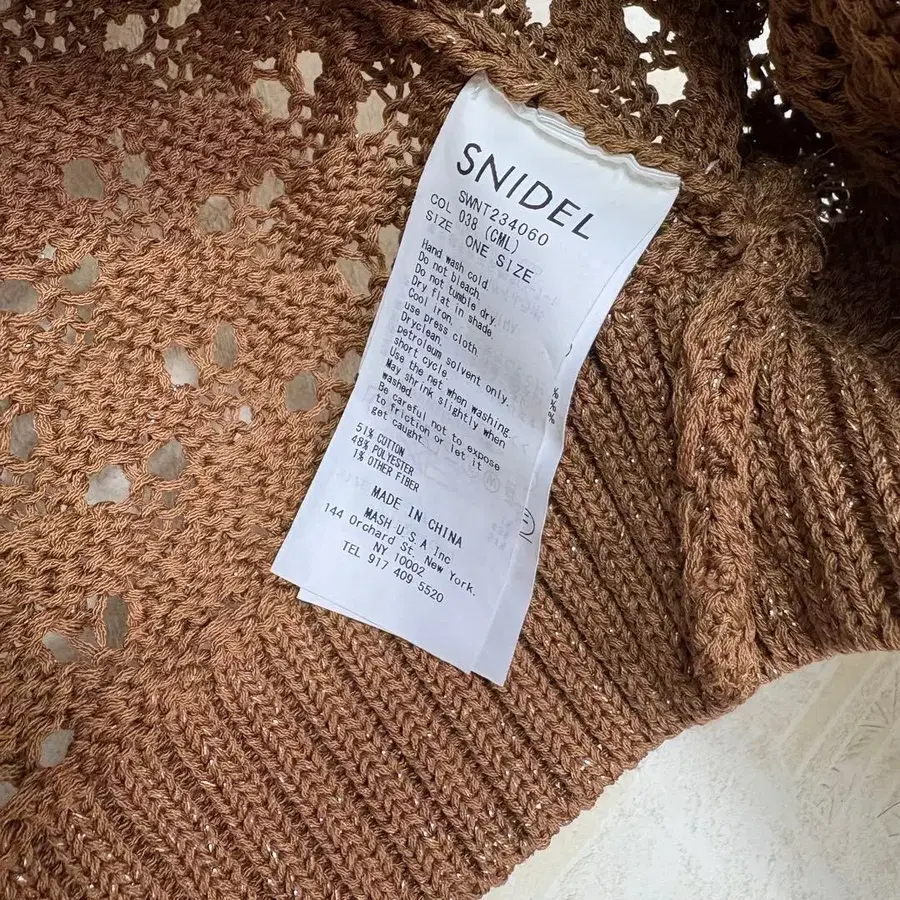 SNIDEL
SWNT234060
COL 038 (CML)
SIZE ONE SIZE
Hand wash cold
Do not bleach.
Do not tumble dry.
Dry flat in shade.
Cool iron.
use press cloth
Dryclean.
petroleum solvent only.
short cycle
Use the net when washing.
May shrink slightly when
washed.
Be careful not to expose
to friction or let it
get caught.
51% COTTON
48% POLYESTER
1% OTHER FIBER
MADE IN CHINA
MASH U.S.A Inc
144 Orchard St. New York.
NY 10002
TEL 917 409 5520
%
%
%